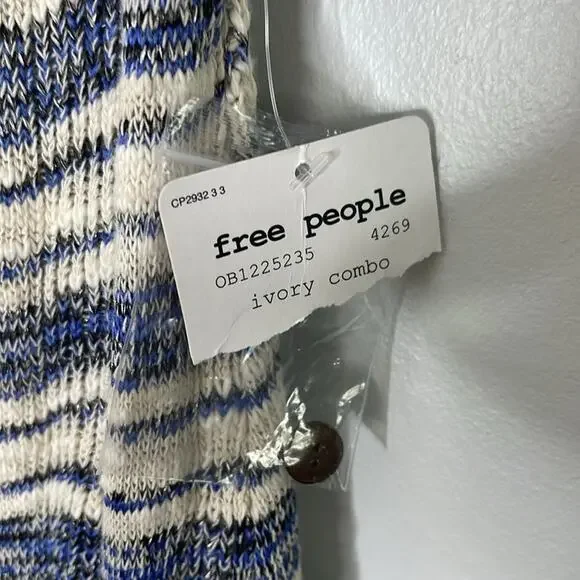 CP2932 3 3
free people
OB1225235 4269
ivory combo